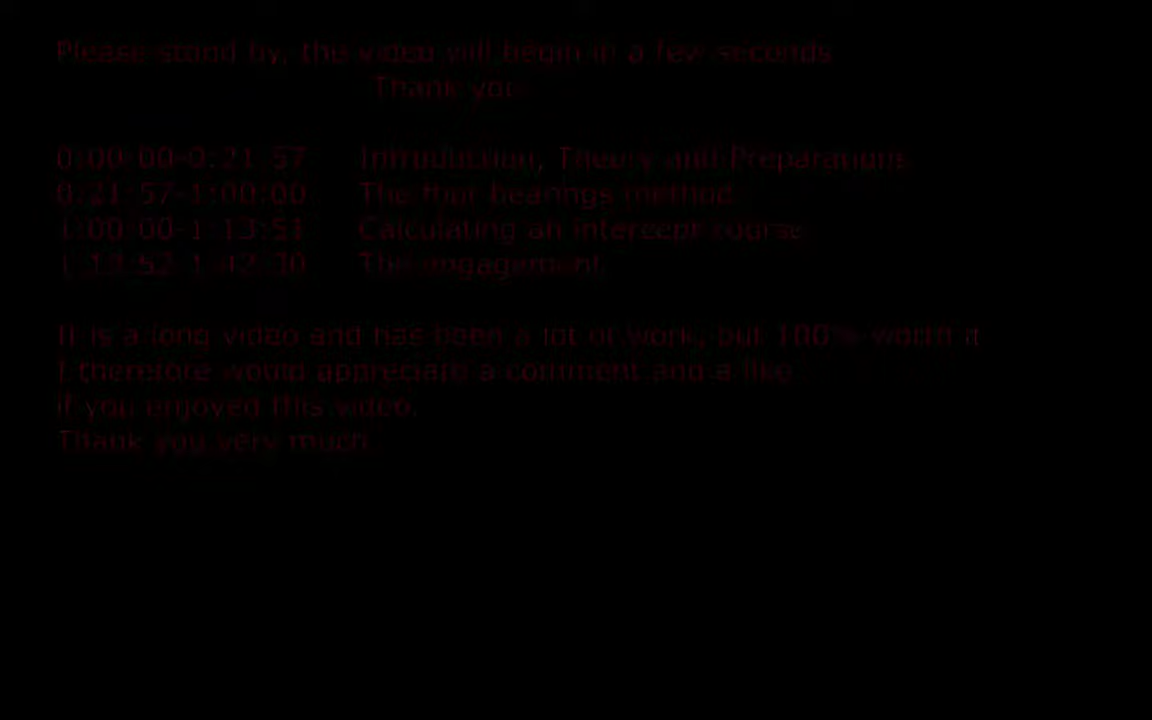 Please stand by, the video will begin in a few seconds
Thank you
0:00:00-0:21:57 Introduction, Theory and Preparations
0:21:57-1:00:00 The four bearings method
1:00:00-1:13:51 Calculating an intercept course
1:13:52-1:42:30 The engagement
It is a long video and has been a lot of work, but 100% worth it
I therefore would appreciate a comment and a like
if you enjoyed this video.
Thank you very much.